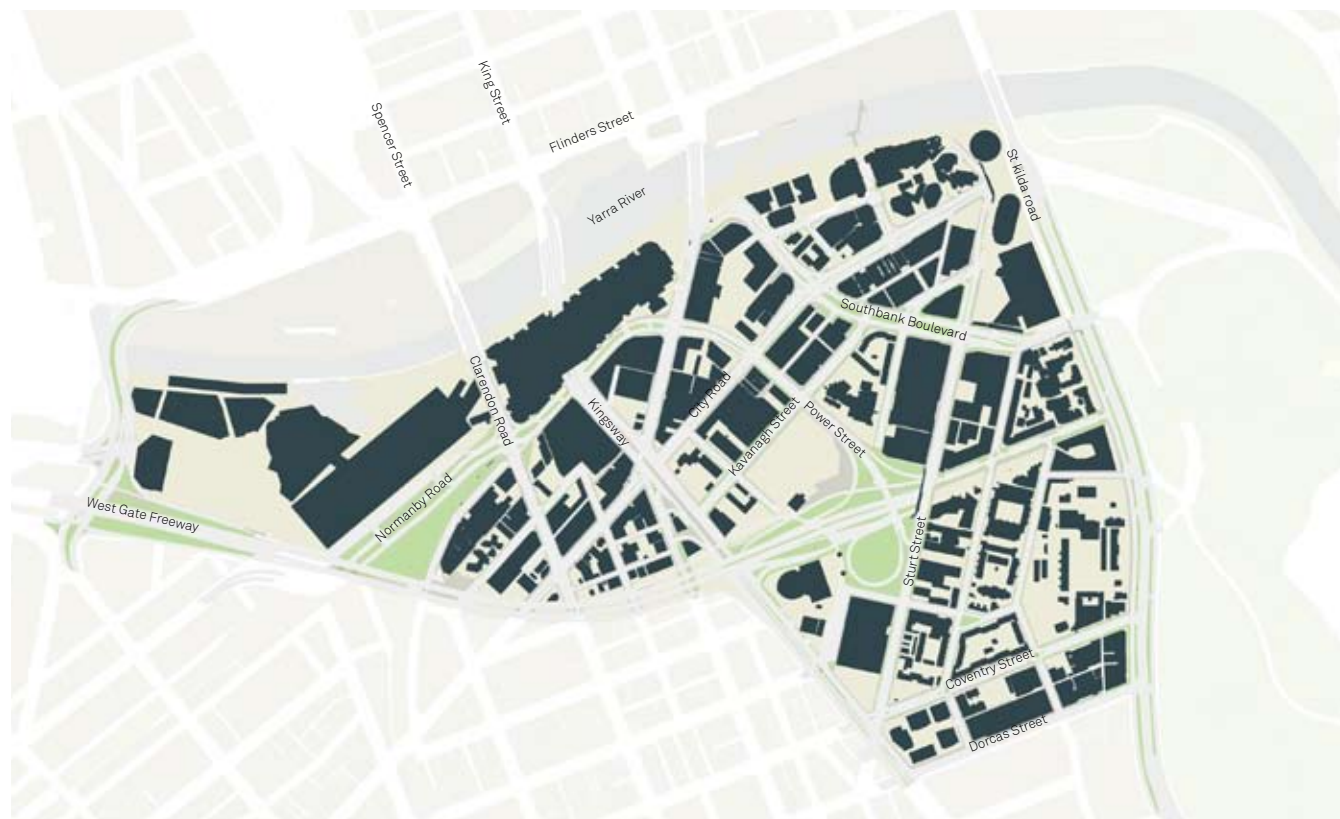 King Street
Spencer Street
Flinders Street
St kilda road
Yarra River
Southbank Boulevard
Clarendon Road
City Road
Kingsway
Kavanagh Street
Power Street
Normanby Road
West Gate Freeway
Sturt Street
Coventry Street
Dorcas Street